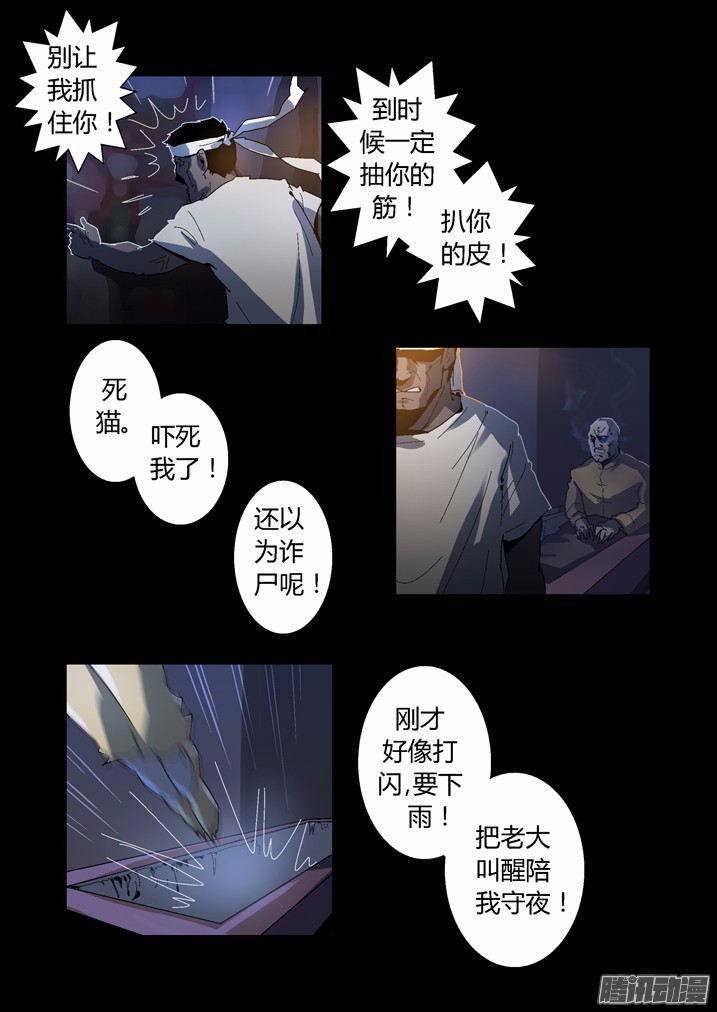 别让
我抓
住你！
到时
候一定
抽你的
筋！
扒你
的皮！
死
猫。
吓死
我了！
还以
为诈
尸呢！
刚才
好像打
闪,要下
雨！
把老大
叫醒陪
我守夜！
腾讯动漫